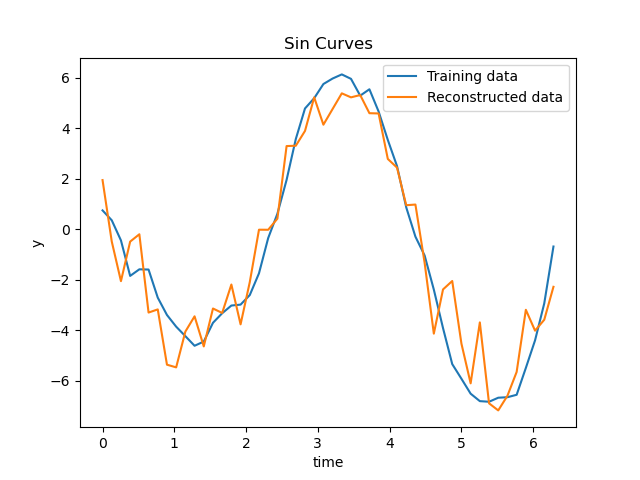 Sin Curves
Training data
Reconstructed data
y
6
4
2
0
−2
−4
−6
0 1 2 3 4 5 6
time